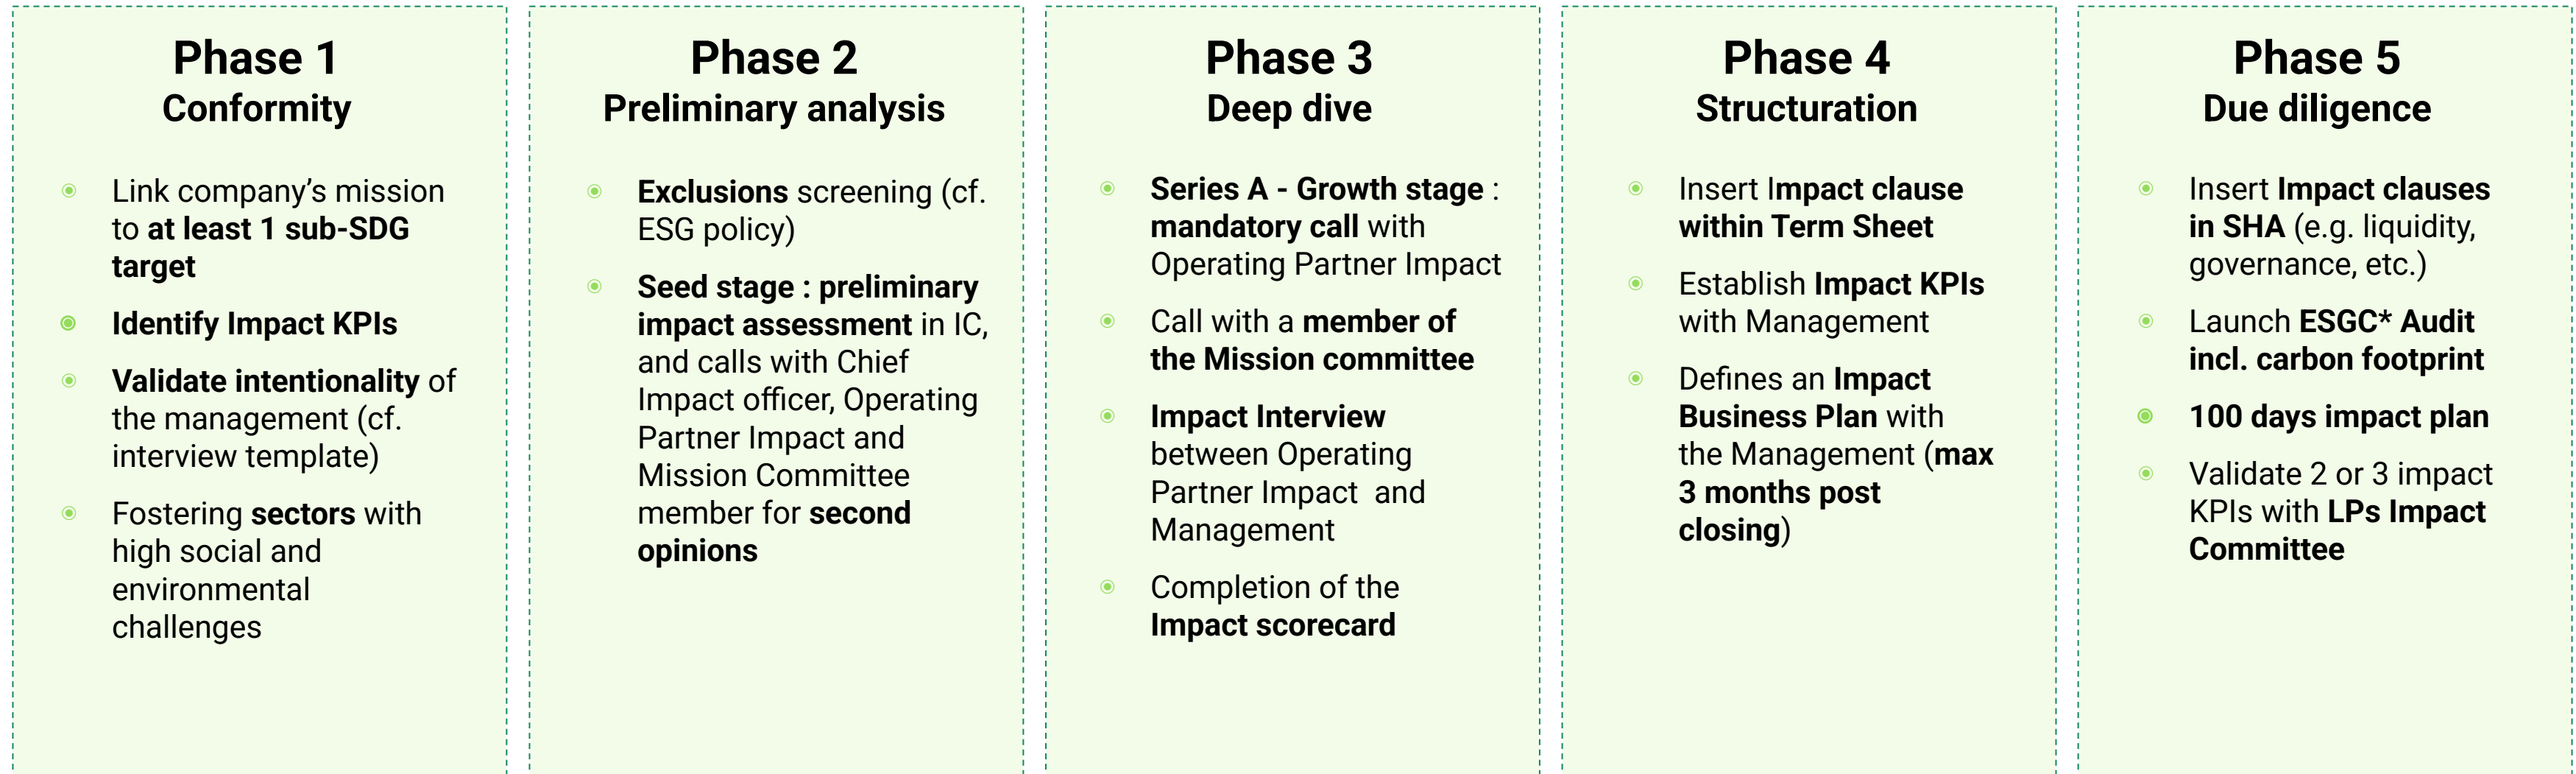 Phase 1
Conformity
Link company’s mission
to at least 1 sub-SDG
target
Identify Impact KPIs
Validate intentionality of
the management (cf.
interview template)
Fostering sectors with
high social and
environmental
challenges
Phase 2
Preliminary analysis
Exclusions screening (cf.
ESG policy)
Seed stage : preliminary
impact assessment in IC,
and calls with Chief
Impact officer, Operating
Partner Impact and
Mission Committee
member for second
opinions
Phase 3
Deep dive
Series A - Growth stage :
mandatory call with
Operating Partner Impact
Call with a member of
the Mission committee
Impact Interview
between Operating
Partner Impact and
Management
Completion of the
Impact scorecard
Phase 4
Structuration
Insert Impact clause
within Term Sheet
Establish Impact KPIs
with Management
Defines an Impact
Business Plan with
the Management (max
3 months post
closing)
Phase 5
Due diligence
Insert Impact clauses
in SHA (e.g. liquidity,
governance, etc.)
Launch ESGC* Audit
incl. carbon footprint
100 days impact plan
Validate 2 or 3 impact
KPIs with LPs Impact
Committee